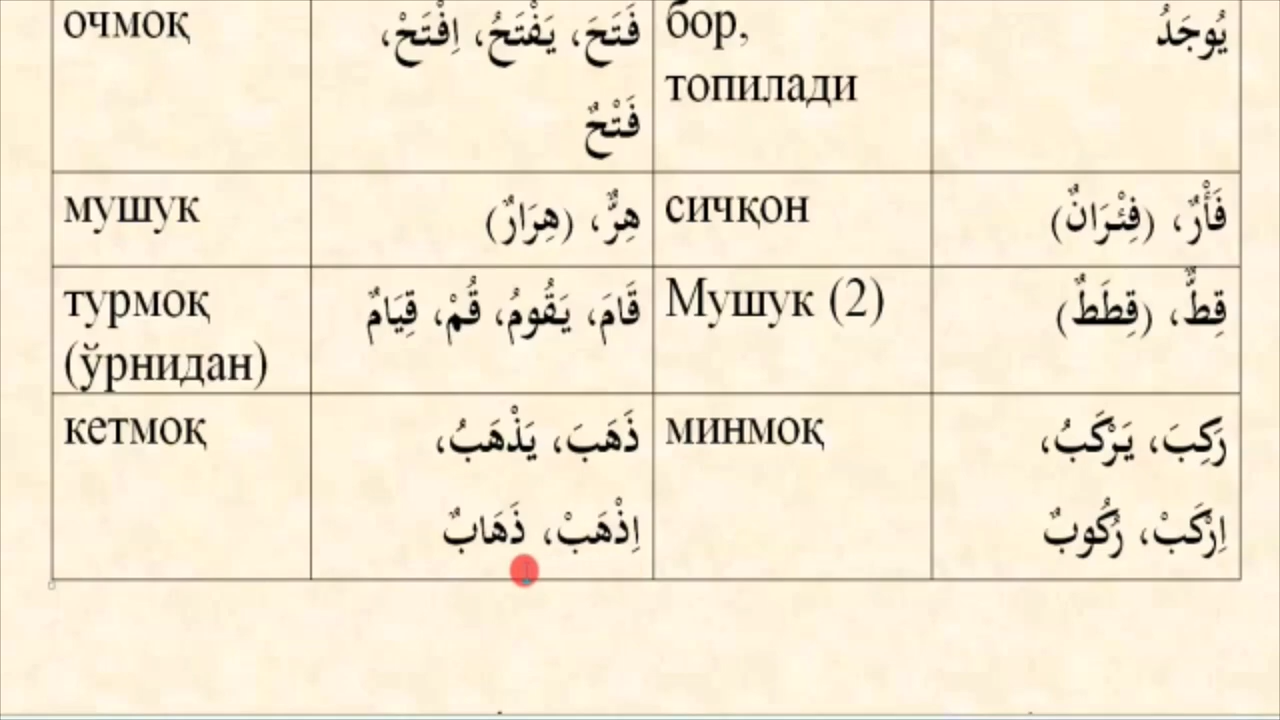 очмоқ
فَتَحَ، يَفْتَحُ، اِفْتَحْ،
فَتْحٌ
бор,
топилади
يُوجَدُ
мушук
هِرٌّ، (هِرَارٌ)
сичқон
فَأْرٌ، (فِئْرَانٌ)
турмоқ
(ўрнидан)
قَامَ، يَقُومُ، قُمْ، قِيَامٌ
Мушук (2)
قِطٌّ، (قِطَطٌ)
кетмоқ
ذَهَبَ، يَذْهَبُ،
اِذْهَبْ، ذَهَابٌ
минмоқ
رَكِبَ، يَرْكَبُ،
اِرْكَبْ، رُكُوبٌ